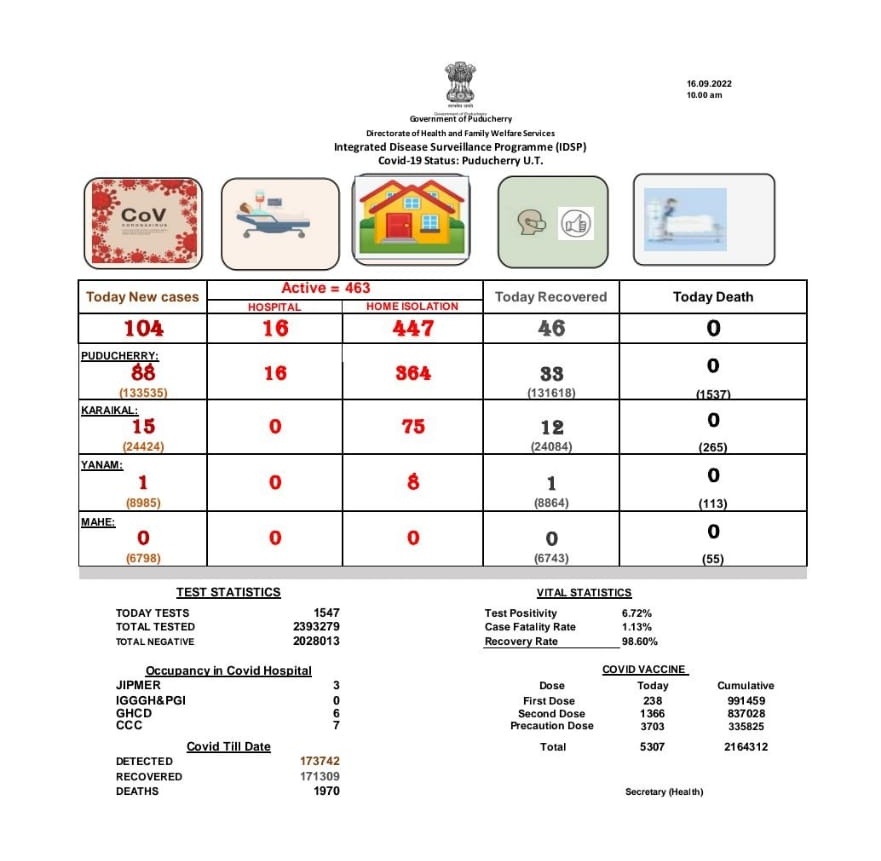 16.09.2022
10.00 am
सत्यमेव जयते
Government of Puducherry
Government of Puducherry
Directorate of Health and Family Welfare Services
Integrated Disease Surveillance Programme (IDSP)
Covid-19 Status: Puducherry U.T.
CoV
CORONAVIRUS
Today New cases
Active = 463
HOSPITAL
HOME ISOLATION
Today Recovered
Today Death
104 16 447 46 0
PUDUCHERRY:
88 16 364 33 0
(133535) (131618) (1537)
KARAIKAL:
15 0 75 12 0
(24424) (24084) (265)
YANAM:
1 0 8 1 0
(8985) (8864) (113)
MAHE:
0 0 0 0 0
(6798) (6743) (55)
TEST STATISTICS
TODAY TESTS 1547
TOTAL TESTED 2393279
TOTAL NEGATIVE 2028013
VITAL STATISTICS
Test Positivity 6.72%
Case Fatality Rate 1.13%
Recovery Rate 98.60%
Occupancy in Covid Hospital
JIPMER 3
IGGGH&PGI 0
GHCD 6
CCC 7
COVID VACCINE
Dose Today Cumulative
First Dose 238 991459
Second Dose 1366 837028
Precaution Dose 3703 335825
Total 5307 2164312
Covid Till Date
DETECTED 173742
RECOVERED 171309
DEATHS 1970
Secretary (Health)